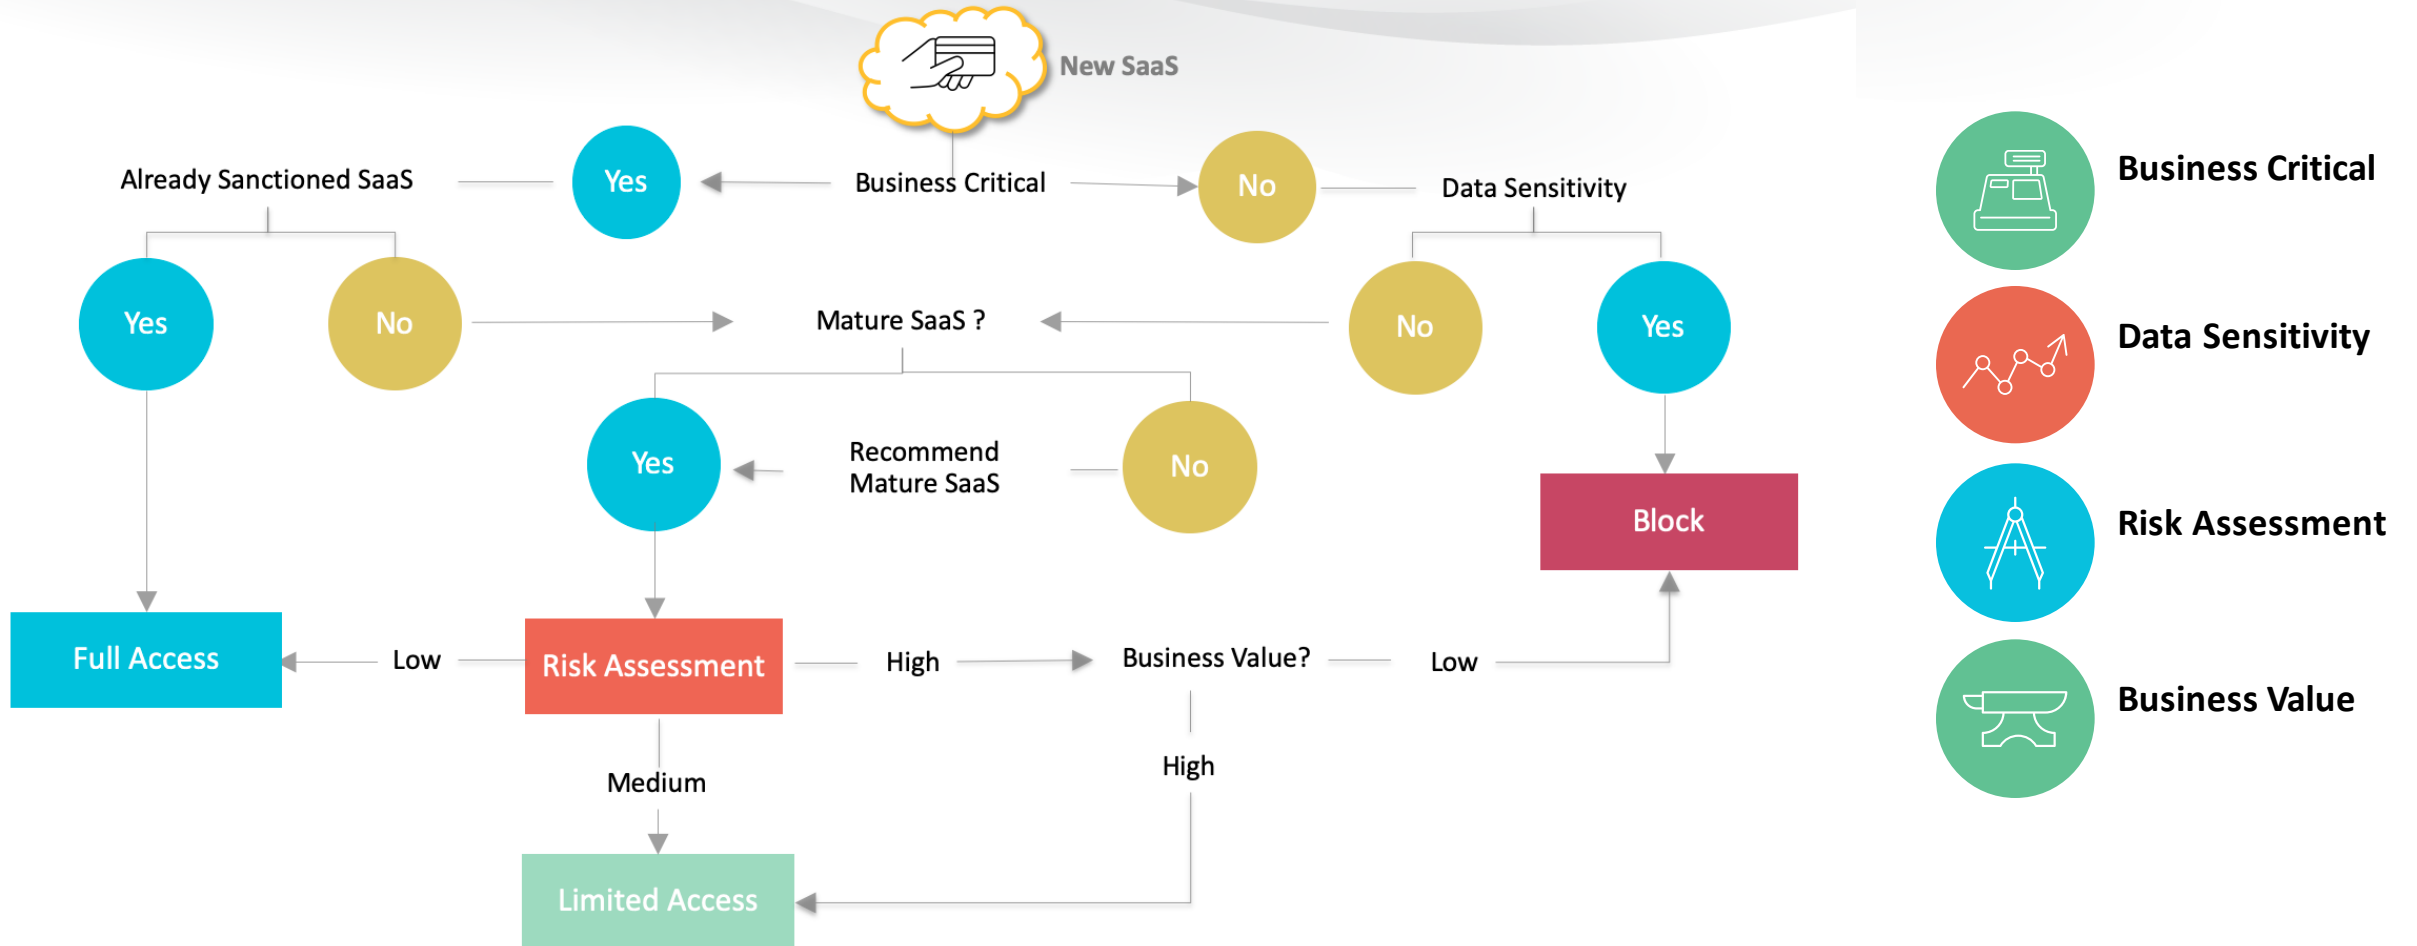 New SaaS
Already Sanctioned SaaS
Yes
Business Critical
No
Data Sensitivity
Yes
No
Mature SaaS ?
No
Yes
Yes
Recommend
Mature SaaS
No
Block
Full Access
Low
Risk Assessment
High
Business Value?
Low
Medium
High
Limited Access
Business Critical
Data Sensitivity
Risk Assessment
Business Value